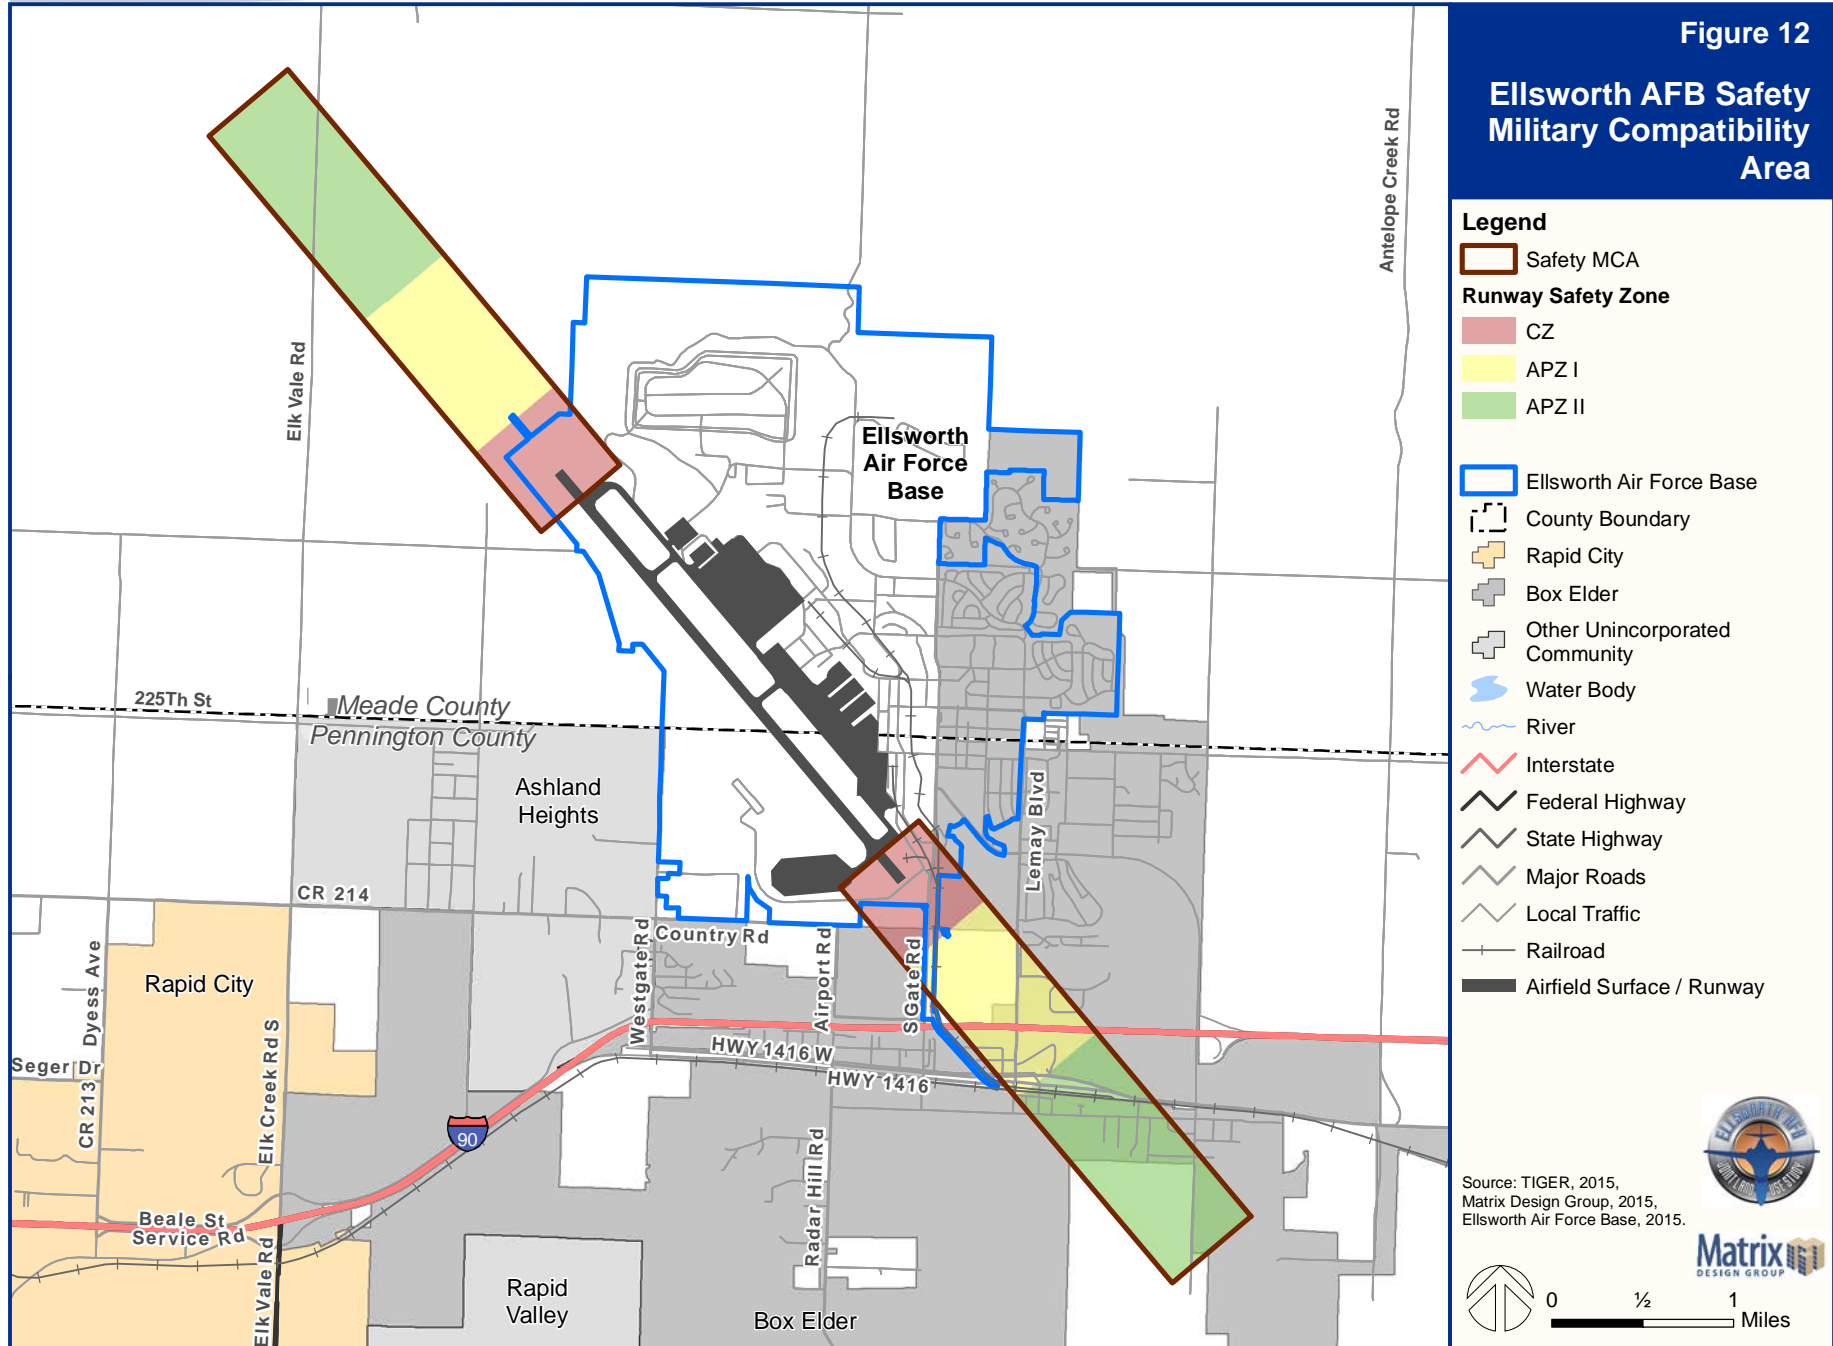 Figure 12
Ellsworth AFB Safety
Military Compatibility
Area
Legend
Safety MCA
Runway Safety Zone
CZ
APZ I
APZ II
Ellsworth Air Force Base
County Boundary
Rapid City
Box Elder
Other Unincorporated
Community
Water Body
River
Interstate
Federal Highway
State Highway
Major Roads
Local Traffic
Railroad
Airfield Surface / Runway
Source: TIGER, 2015,
Matrix Design Group, 2015,
Ellsworth Air Force Base, 2015.
ELLSWORTH AFB
JOINT LAND USE STUDY
Matrix
DESIGN GROUP
0 ½ 1
Miles
Antelope Creek Rd
Elk Vale Rd
Ellsworth
Air Force
Base
225Th St
Meade County
Pennington County
Ashland
Heights
Lemay Blvd
CR 214
Country Rd
Westgate Rd
Airport Rd
S Gate Rd
Dyess Ave
CR 213
Rapid City
Elk Creek Rd S
Seger Dr
HWY 1416 W
HWY 1416
90
Beale St
Service Rd
Elk Vale Rd
Radar Hill Rd
Rapid
Valley
Box Elder